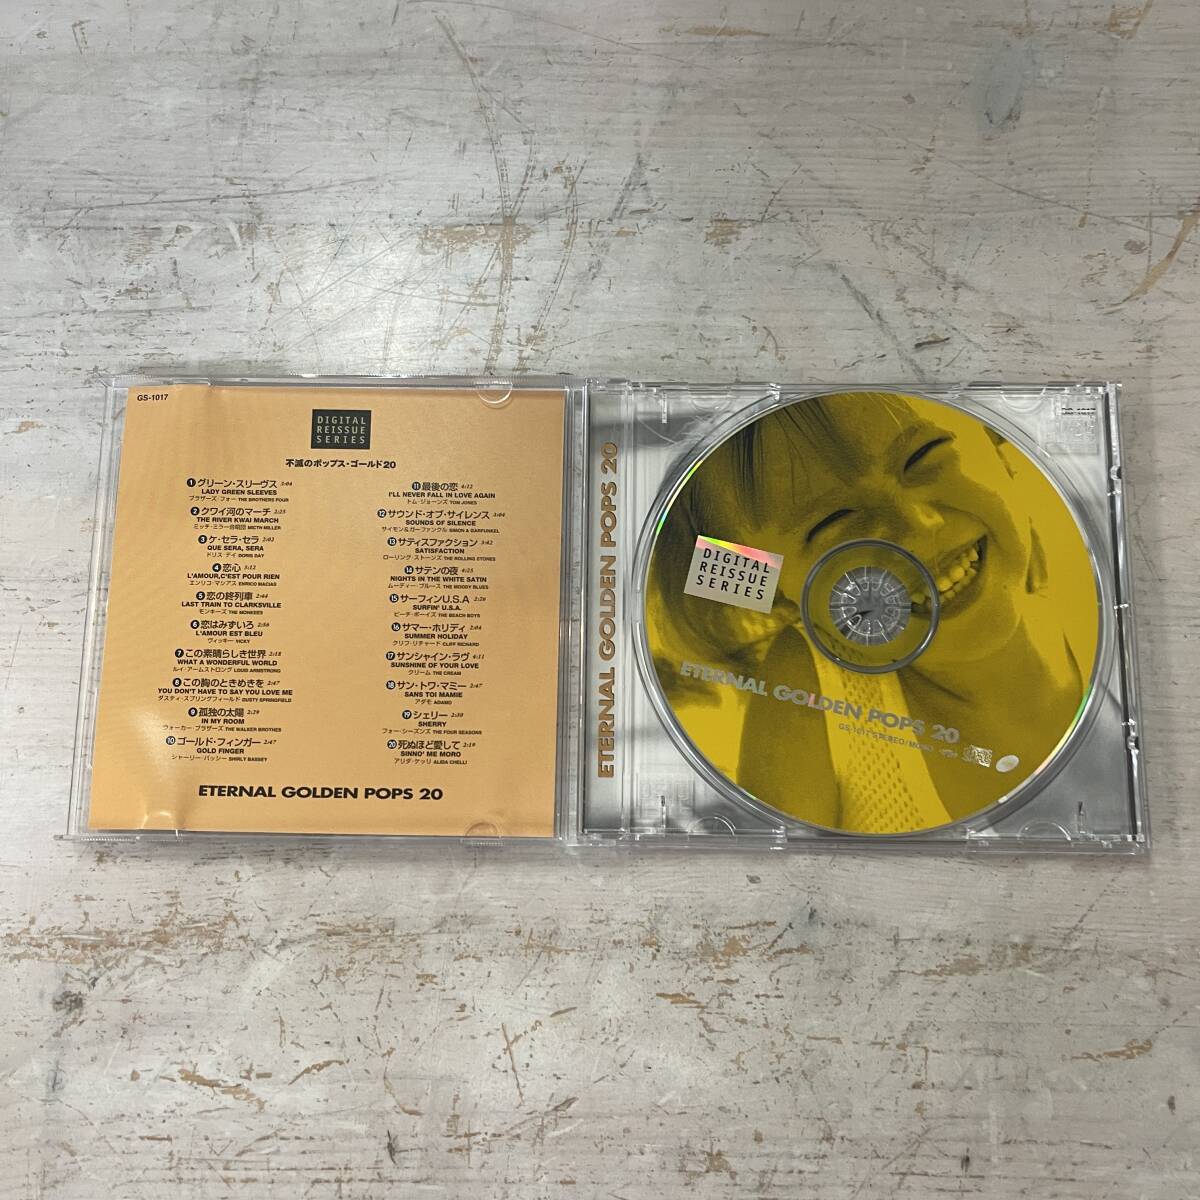 GS-1017
DIGITAL
REISSUE
SERIES
不滅のポップス・ゴールド20
1 グリーン・スリーヴス 3:04
LADY GREEN SLEEVES
ブラザーズ・フォー THE BROTHERS FOUR
2 クワイ河のマーチ 2:25
THE RIVER KWAI MARCH
ミッチ・ミラー合唱団 MICTH MILLER
3 ケ・セラ・セラ 2:03
QUE SERA, SERA
ドリス・デイ DORIS DAY
4 恋心 3:12
L'AMOUR,C'EST POUR RIEN
エンリコ・マシアス ENRICO MACIAS
5 恋の終列車 2:44
LAST TRAIN TO CLARKSVILLE
モンキーズ THE MONKEES
6 恋はみずいろ 2:56
L'AMOUR EST BLEU
ヴィッキー VICKY
7 この素晴らしき世界 2:18
WHAT A WONDERFUL WORLD
ルイ・アームストロング LOUIS ARMSTRONG
8 この胸のときめきを 2:47
YOU DON'T HAVE TO SAY YOU LOVE ME
ダスティ・スプリングフィールド DUSTY SPRINGFIELD
9 孤独の太陽 2:29
IN MY ROOM
ウォーカー・ブラザーズ THE WALKER BROTHES
10 ゴールド・フィンガー 2:47
GOLD FINGER
シャーリー・バッシー SHIRLY BASSEY
11 最後の恋 4:12
I'LL NEVER FALL IN LOVE AGAIN
トム・ジョーンズ TOM JONES
12 サウンド・オブ・サイレンス 3:04
SOUNDS OF SILENCE
サイモン&ガーファンクル SIMON & GARFUNKEL
13 サティスファクション 3:42
SATISFACTION
ローリング・ストーンズ THE ROLLING STONES
14 サテンの夜 4:25
NIGHTS IN THE WHITE SATIN
ムーディー・ブルース THE MOODY BLUES
15 サーフィンU.S.A 2:26
SURFIN' U.S.A.
ビーチ・ボーイズ THE BEACH BOYS
16 サマー・ホリディ 2:04
SUMMER HOLIDAY
クリフ・リチャード CLIFF RICHARD
17 サンシャイン・ラヴ 4:11
SUNSHINE OF YOUR LOVE
クリーム THE CREAM
18 サン・トワ・マミー 2:47
SANS TOI MAMIE
アダモ ADAMO
19 シェリー 2:30
SHERRY
フォー・シーズンズ THE FOUR SEASONS
20 死ぬほど愛して 2:19
SINNO' ME MORO
アリダ・ケッリ ALIDA CHELLI
ETERNAL GOLDEN POPS 20
ETERNAL GOLDEN POPS 20
GS-1017
DIGITAL
REISSUE
SERIES
ETERNAL GOLDEN POPS 20
GS-1017 STEREO/MONO